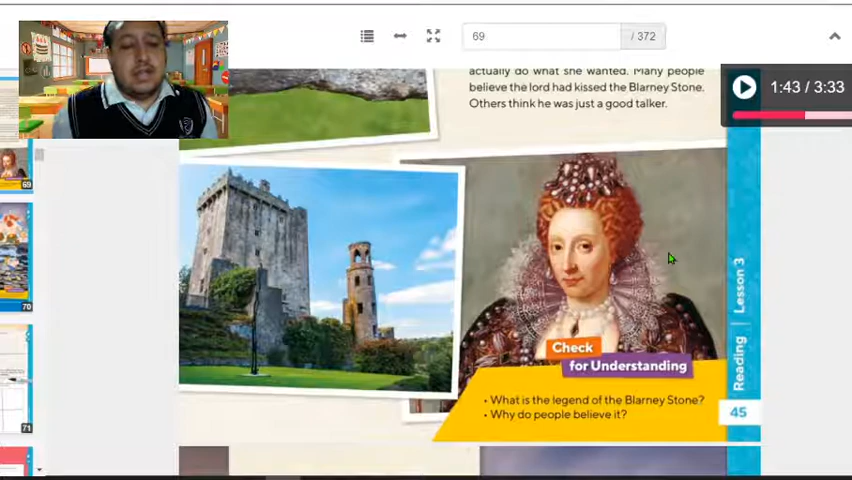 69 / 372
1:43 / 3:33
actually do what she wanted. Many people
believe the lord had kissed the Blarney Stone.
Others think he was just a good talker.
Check
for Understanding
• What is the legend of the Blarney Stone?
• Why do people believe it?
Reading | Lesson 3
45
69
70
71